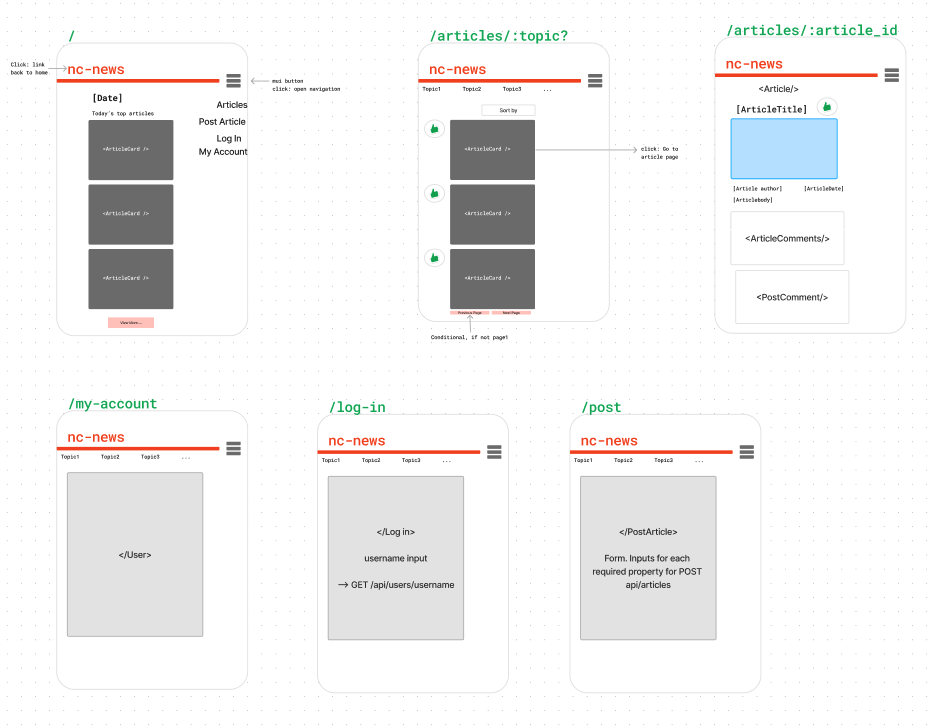 /
Click: link
back to home
nc-news
mui button
click: open navigation
[Date]
Today's top articles
Articles
Post Article
Log In
My Account
<ArticleCard />
<ArticleCard />
<ArticleCard />
View More...
/articles/:topic?
nc-news
Topic1 Topic2 Topic3 ...
Sort by
<ArticleCard />
click: Go to
article page
<ArticleCard />
<ArticleCard />
Previous Page Next Page
Conditional, if not page1
/articles/:article_id
nc-news
<Article/>
[ArticleTitle]
[Article author] [ArticleDate]
[Articlebody]
<ArticleComments/>
<PostComment/>
/my-account
nc-news
Topic1 Topic2 Topic3 ...
</User>
/log-in
nc-news
Topic1 Topic2 Topic3 ...
</Log in>
username input
--> GET /api/users/username
/post
nc-news
Topic1 Topic2 Topic3 ...
</PostArticle>
Form. Inputs for each
required property for POST
api/articles